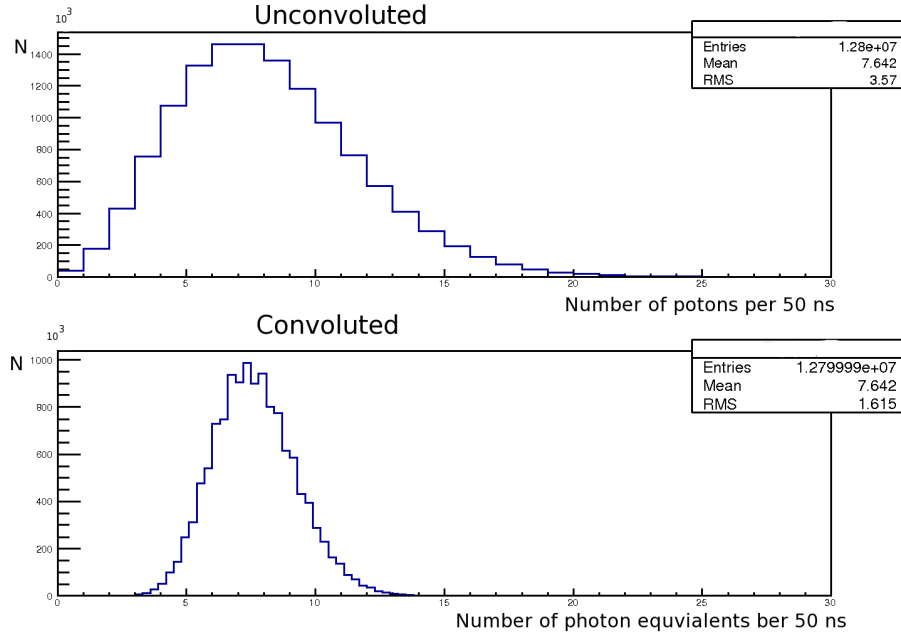 Unconvoluted
10³
N
Entries 1.28e+07
Mean 7.642
RMS 3.57
1400
1200
1000
800
600
400
200
0
0 5 10 15 20 25 30
Number of potons per 50 ns
Convoluted
10³
N
Entries 1.279999e+07
Mean 7.642
RMS 1.615
1000
800
600
400
200
0
0 5 10 15 20 25 30
Number of photon equvialents ber 50 ns